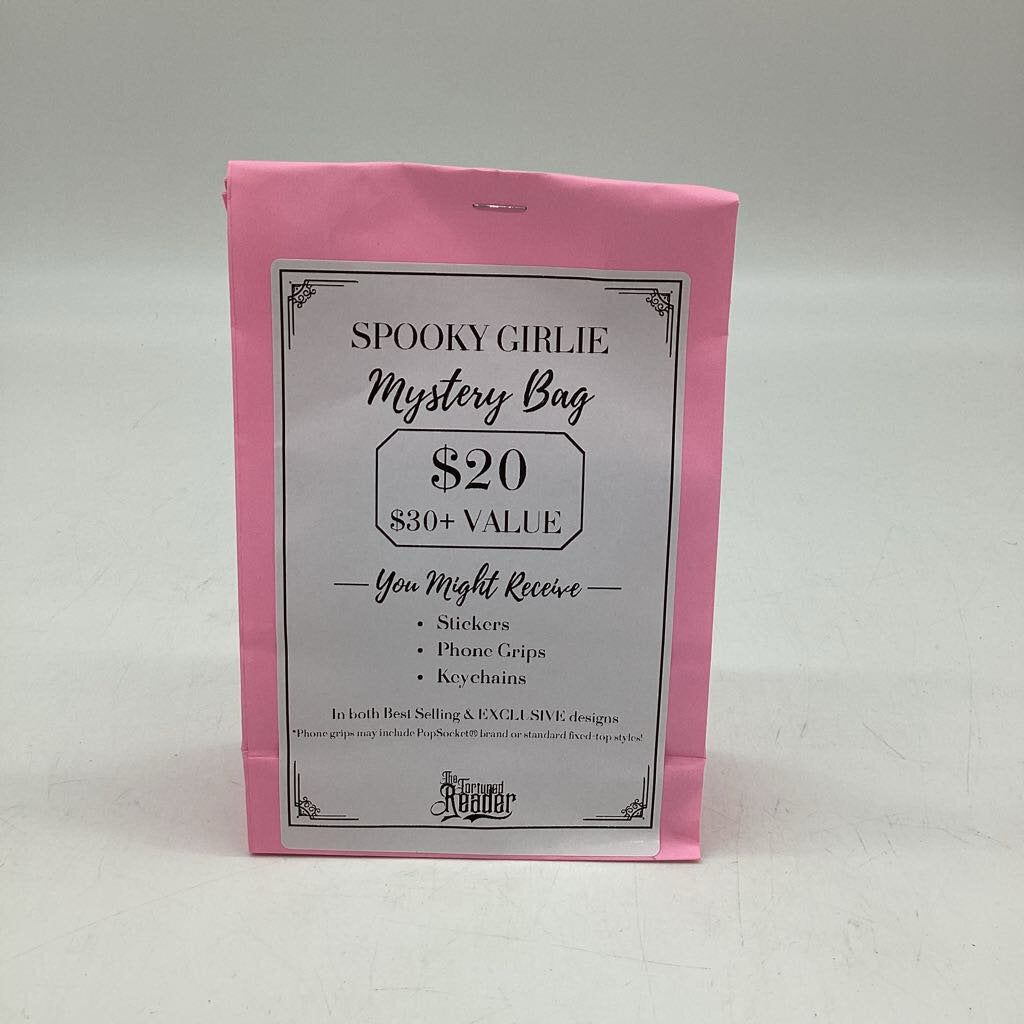 SPOOKY GIRLIE
Mystery Bag
$20
$30+ VALUE
You Might Receive
• Stickers
• Phone Grips
• Keychains
In both Best Selling & EXCLUSIVE designs
*Phone grips may include PopSocket® brand or standard fixed-top styles!
The
Tortured
Reader